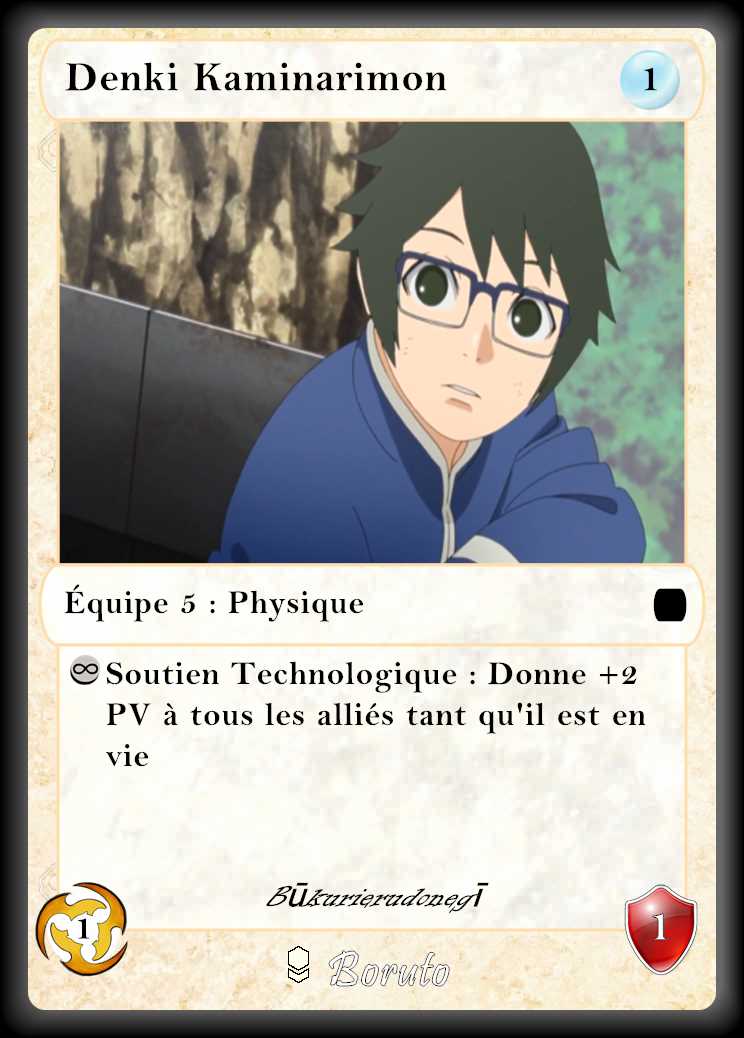 Denki Kaminarimon
1
Équipe 5 : Physique
Soutien Technologique : Donne +2
PV à tous les alliés tant qu'il est en
vie
Būkurierudonegī
1
1
Boruto